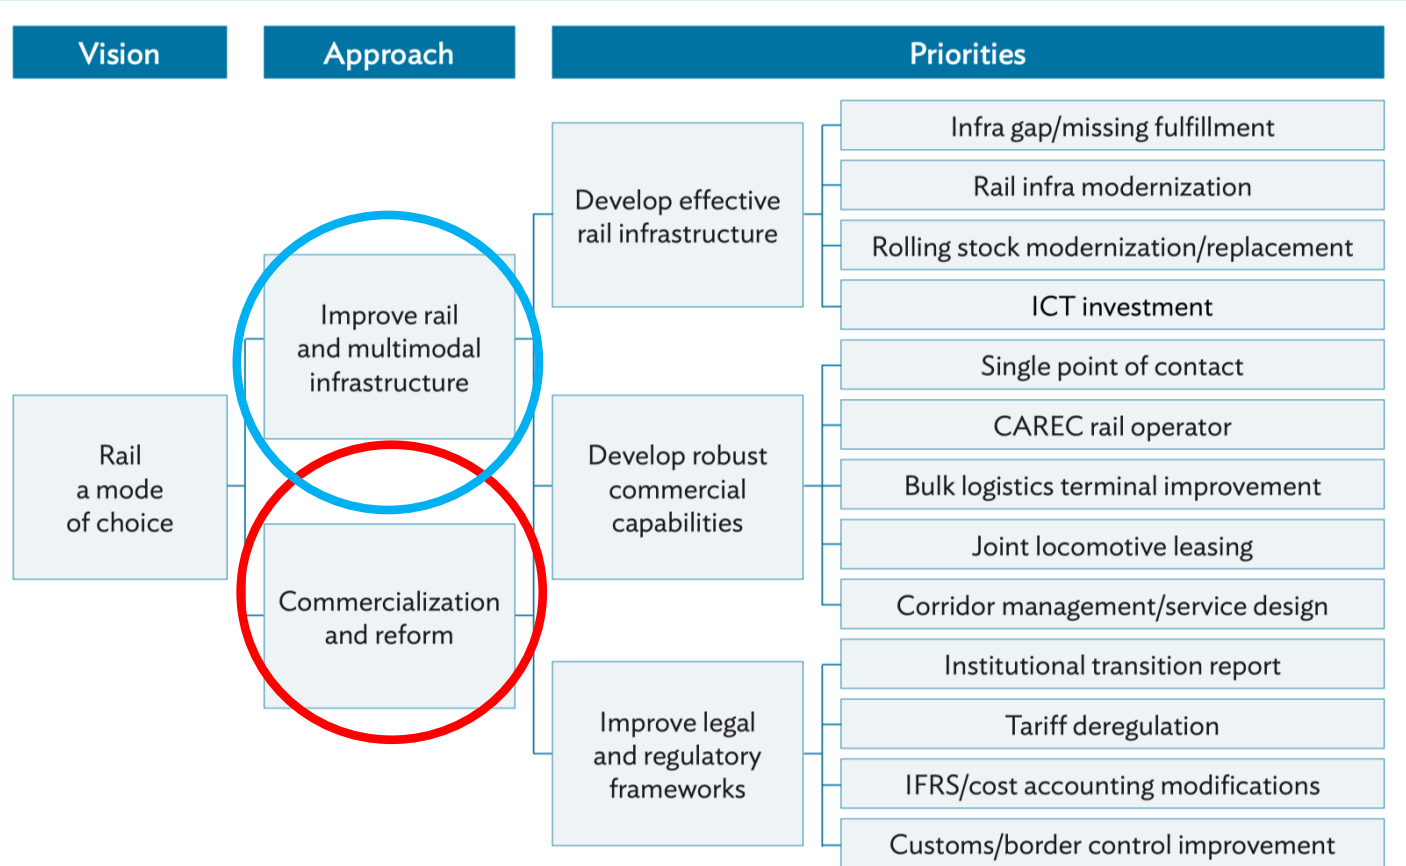 Vision
Approach
Priorities
Rail
a mode
of choice
Improve rail
and multimodal
infrastructure
Commercialization
and reform
Develop effective
rail infrastructure
Infra gap/missing fulfillment
Rail infra modernization
Rolling stock modernization/replacement
ICT investment
Develop robust
commercial
capabilities
Single point of contact
CAREC rail operator
Bulk logistics terminal improvement
Joint locomotive leasing
Corridor management/service design
Improve legal
and regulatory
frameworks
Institutional transition report
Tariff deregulation
IFRS/cost accounting modifications
Customs/border control improvement